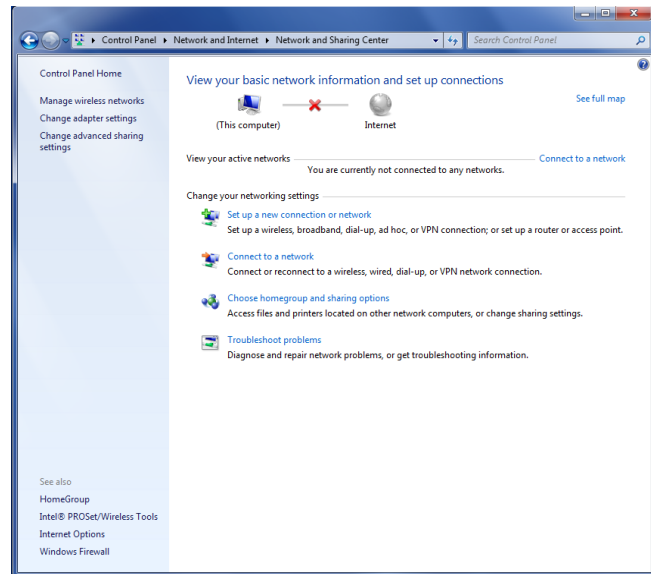 Control Panel ▸ Network and Internet ▸ Network and Sharing Center
Search Control Panel
Control Panel Home
Manage wireless networks
Change adapter settings
Change advanced sharing
settings
View your basic network information and set up connections
See full map
(This computer)
Internet
View your active networks
Connect to a network
You are currently not connected to any networks.
Change your networking settings
Set up a new connection or network
Set up a wireless, broadband, dial-up, ad hoc, or VPN connection; or set up a router or access point.
Connect to a network
Connect or reconnect to a wireless, wired, dial-up, or VPN network connection.
Choose homegroup and sharing options
Access files and printers located on other network computers, or change sharing settings.
Troubleshoot problems
Diagnose and repair network problems, or get troubleshooting information.
See also
HomeGroup
Intel® PROSet/Wireless Tools
Internet Options
Windows Firewall